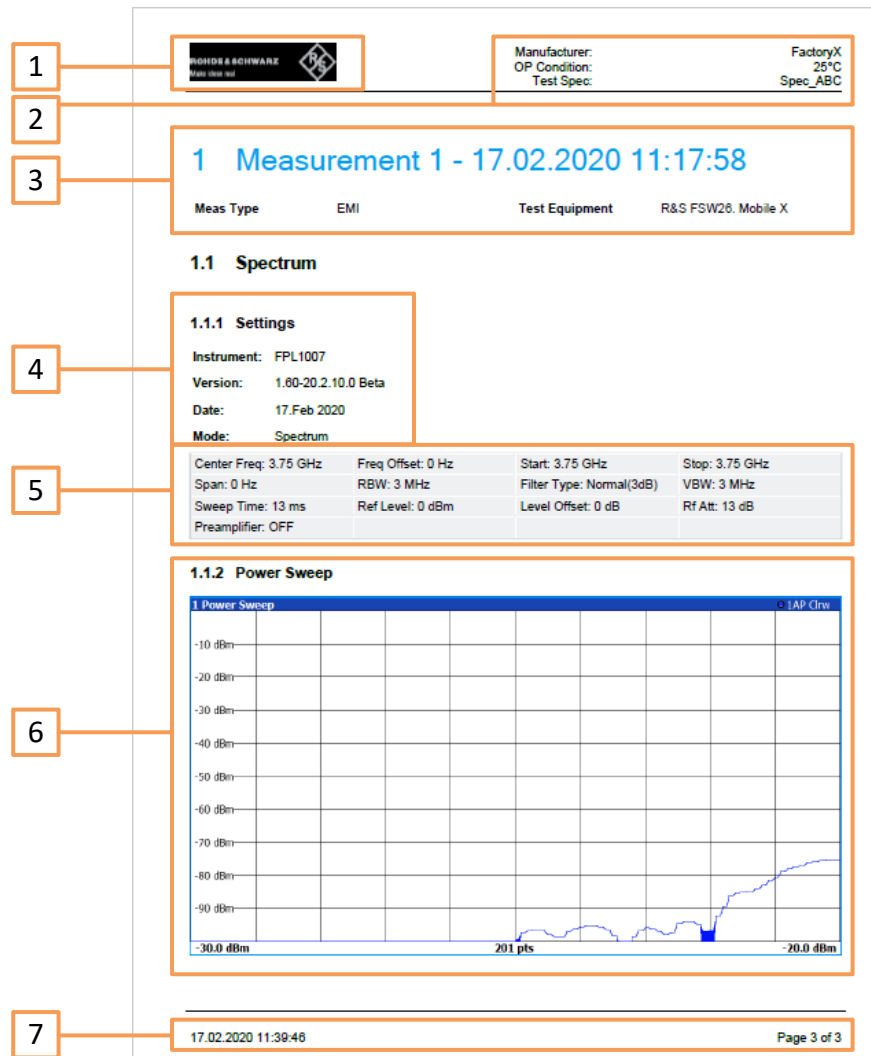 1
ROHDE & SCHWARZ
Make ideas real
R&S
Manufacturer: FactoryX
OP Condition: 25°C
Test Spec: Spec_ABC
2
3
1 Measurement 1 - 17.02.2020 11:17:58
Meas Type EMI Test Equipment R&S FSW26. Mobile X
1.1 Spectrum
4
1.1.1 Settings
Instrument: FPL1007
Version: 1.60-20.2.10.0 Beta
Date: 17.Feb 2020
Mode: Spectrum
5
Center Freq: 3.75 GHz Freq Offset: 0 Hz Start: 3.75 GHz Stop: 3.75 GHz
Span: 0 Hz RBW: 3 MHz Filter Type: Normal(3dB) VBW: 3 MHz
Sweep Time: 13 ms Ref Level: 0 dBm Level Offset: 0 dB Rf Att: 13 dB
Preamplifier: OFF
6
1.1.2 Power Sweep
1 Power Sweep 1AP Clrw
-10 dBm
-20 dBm
-30 dBm
-40 dBm
-50 dBm
-60 dBm
-70 dBm
-80 dBm
-90 dBm
-30.0 dBm 201 pts -20.0 dBm
7
17.02.2020 11:39:46 Page 3 of 3